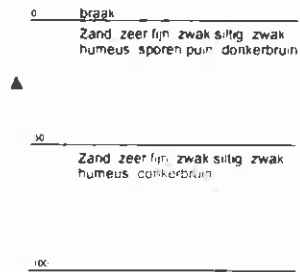 0 braak
Zand zeer fijn zwak siltig zwak
humeus sporen puin donkerbruin
50
Zand zeer fijn zwak siltig zwak
humeus donkerbruin
100